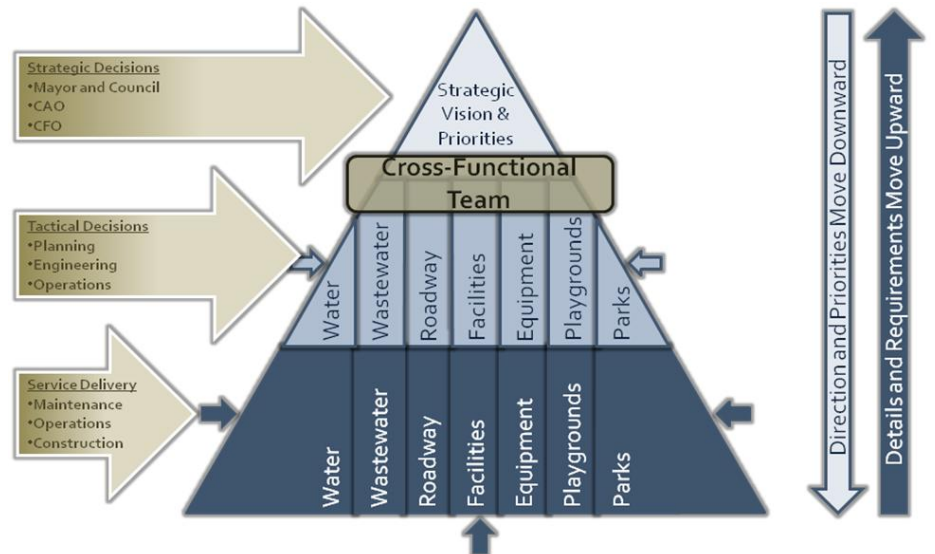 Strategic Decisions
•Mayor and Council
•CAO
•CFO
Strategic
Vision &
Priorities
Cross-Functional
Team
Tactical Decisions
•Planning
•Engineering
•Operations
Water
Wastewater
Roadway
Facilities
Equipment
Playgrounds
Parks
Service Delivery
•Maintenance
•Operations
•Construction
Water
Wastewater
Roadway
Facilities
Equipment
Playgrounds
Parks
Direction and Priorities Move Downward
Details and Requirements Move Upward